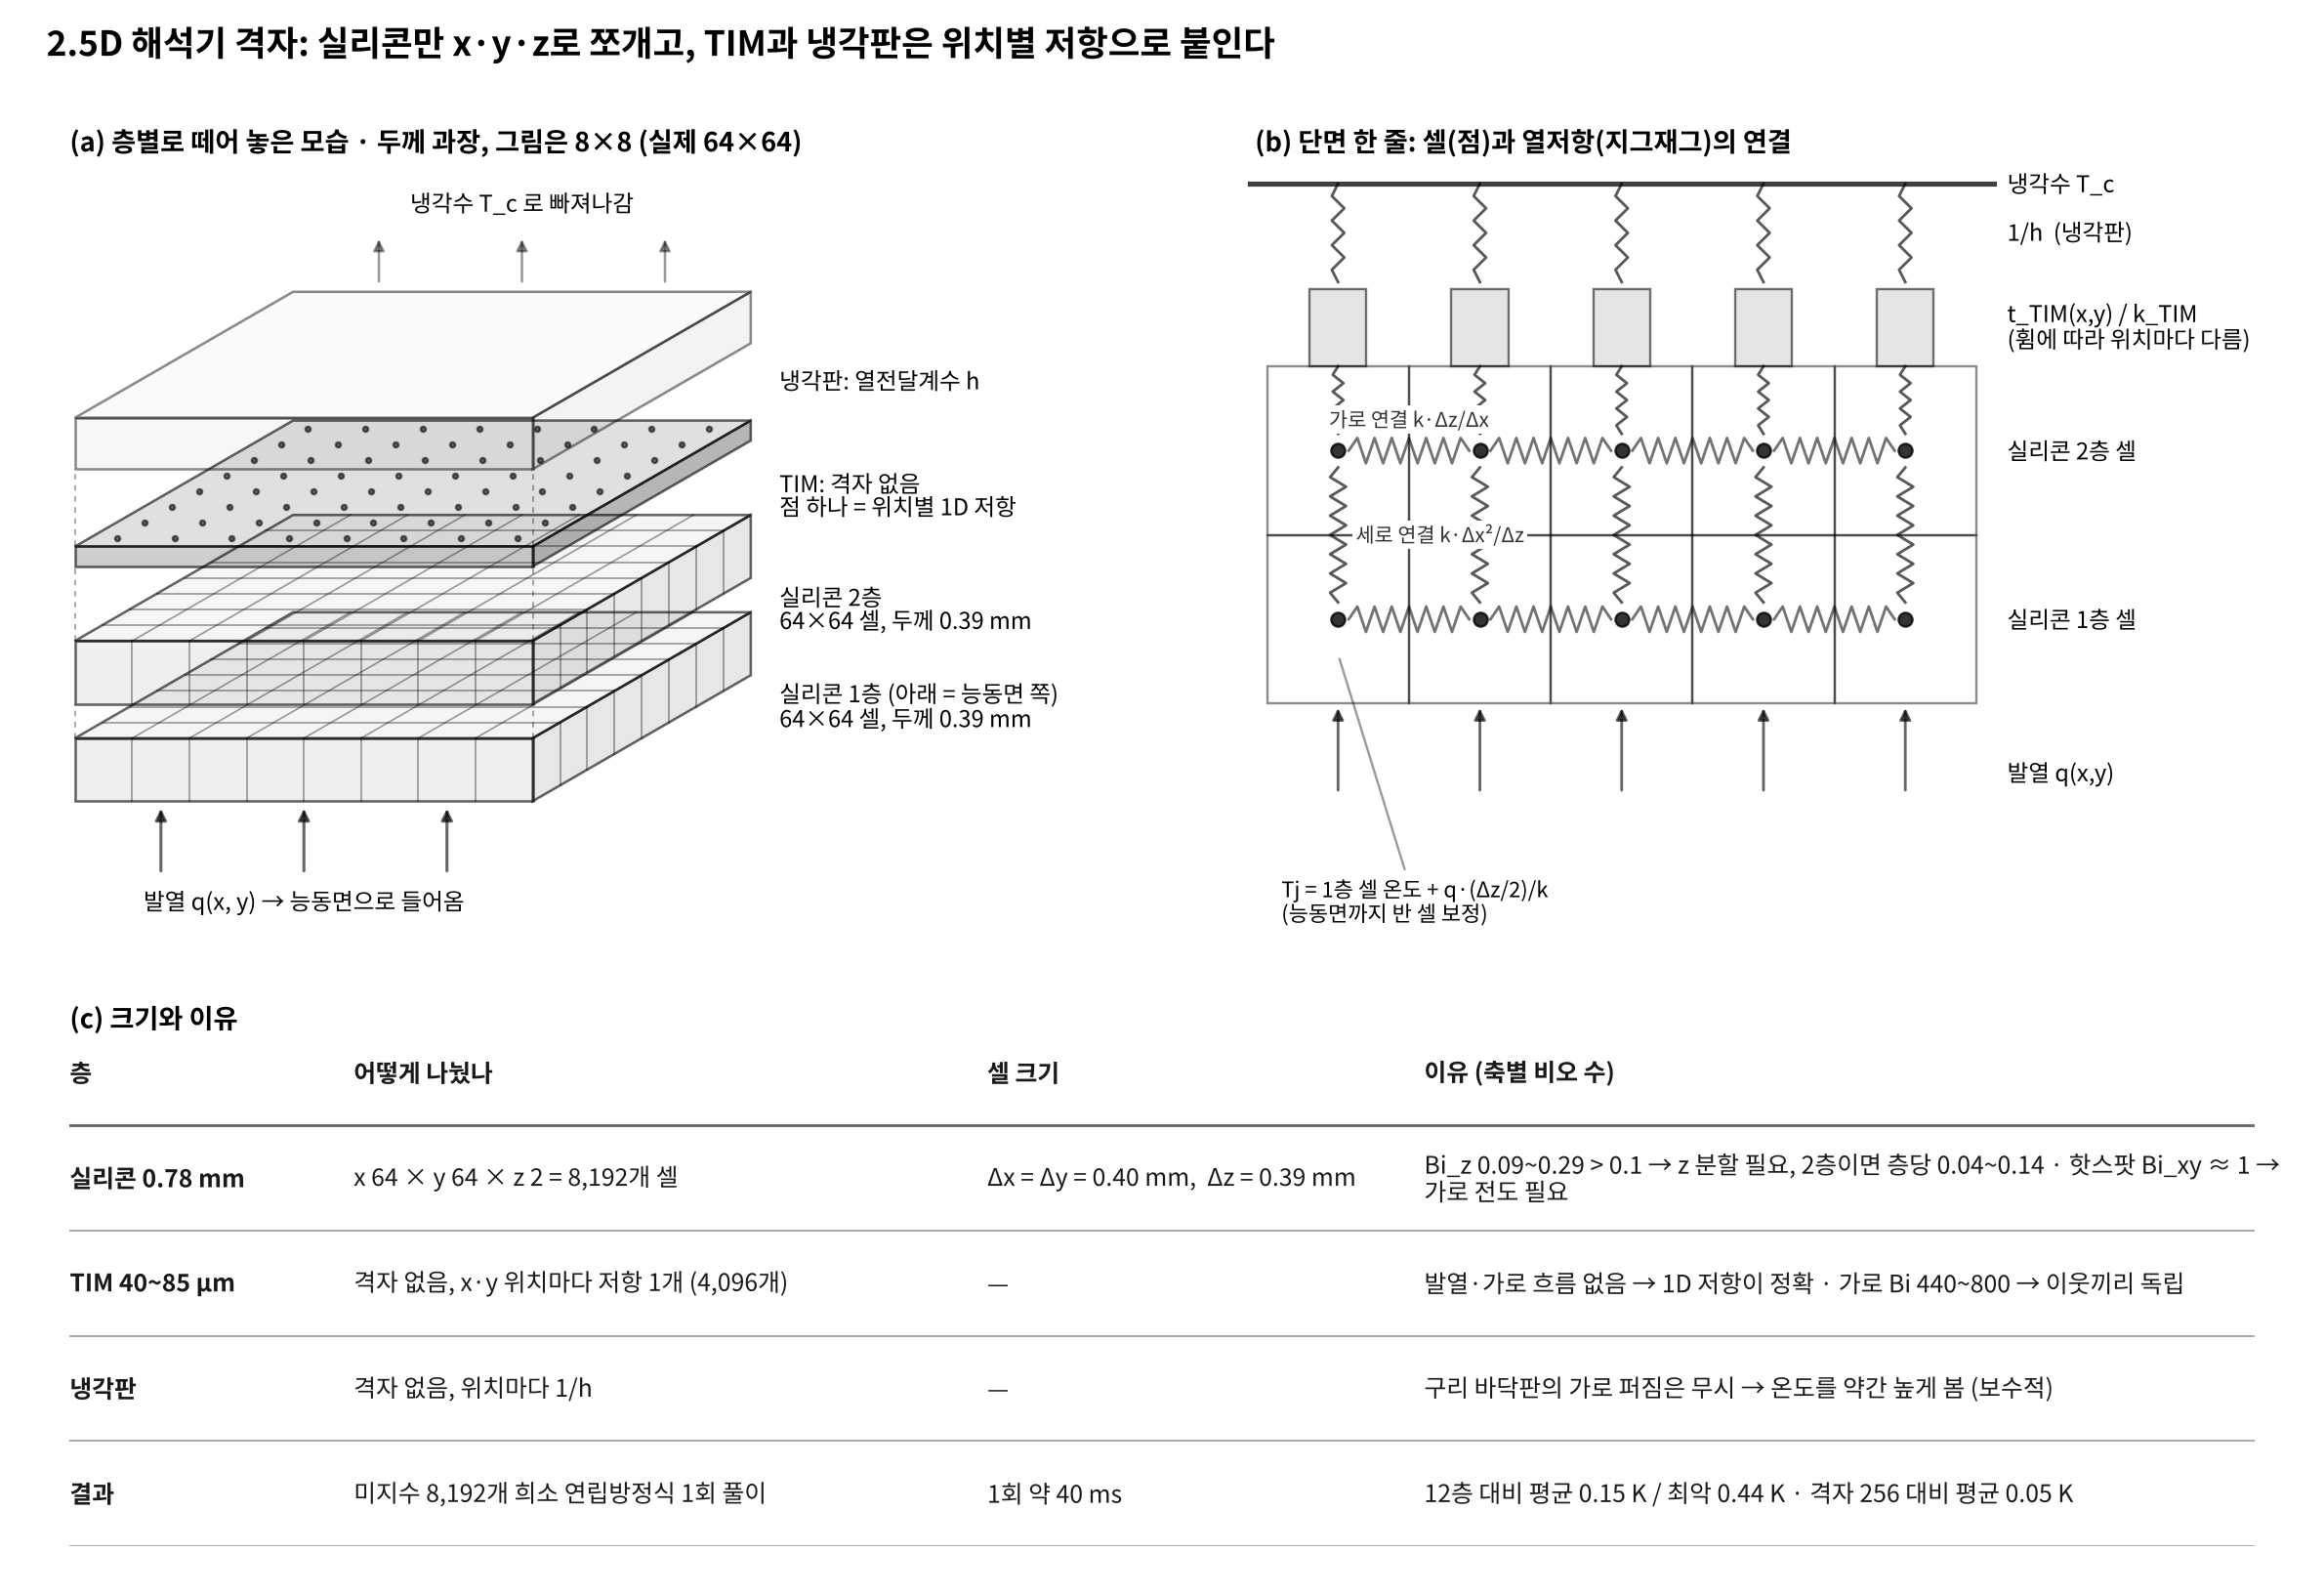 2.5D 해석기 격자: 실리콘만 x·y·z로 쪼개고, TIM과 냉각판은 위치별 저항으로 붙인다
(a) 층별로 떼어 놓은 모습 · 두께 과장, 그림은 8×8 (실제 64×64)
냉각수 T_c 로 빠져나감
냉각판: 열전달계수 h
TIM: 격자 없음
점 하나 = 위치별 1D 저항
실리콘 2층
64×64 셀, 두께 0.39 mm
실리콘 1층 (아래 = 능동면 쪽)
64×64 셀, 두께 0.39 mm
발열 q(x, y) → 능동면으로 들어옴
(b) 단면 한 줄: 셀(점)과 열저항(지그재그)의 연결
냉각수 T_c
1/h (냉각판)
t_TIM(x,y) / k_TIM
(휨에 따라 위치마다 다름)
가로 연결 k·Δz/Δx
실리콘 2층 셀
세로 연결 k·Δx²/Δz
실리콘 1층 셀
발열 q(x,y)
Tj = 1층 셀 온도 + q·(Δz/2)/k
(능동면까지 반 셀 보정)
(c) 크기와 이유
층 어떻게 나눴나 셀 크기 이유 (축별 비오 수)
실리콘 0.78 mm x 64 × y 64 × z 2 = 8,192개 셀 Δx = Δy = 0.40 mm, Δz = 0.39 mm Bi_z 0.09~0.29 > 0.1 → z 분할 필요, 2층이면 층당 0.04~0.14 · 핫스팟 Bi_xy ≈ 1 →
가로 전도 필요
TIM 40~85 µm 격자 없음, x·y 위치마다 저항 1개 (4,096개) — 발열·가로 흐름 없음 → 1D 저항이 정확 · 가로 Bi 440~800 → 이웃끼리 독립
냉각판 격자 없음, 위치마다 1/h — 구리 바닥판의 가로 퍼짐은 무시 → 온도를 약간 높게 봄 (보수적)
결과 미지수 8,192개 희소 연립방정식 1회 풀이 1회 약 40 ms 12층 대비 평균 0.15 K / 최악 0.44 K · 격자 256 대비 평균 0.05 K